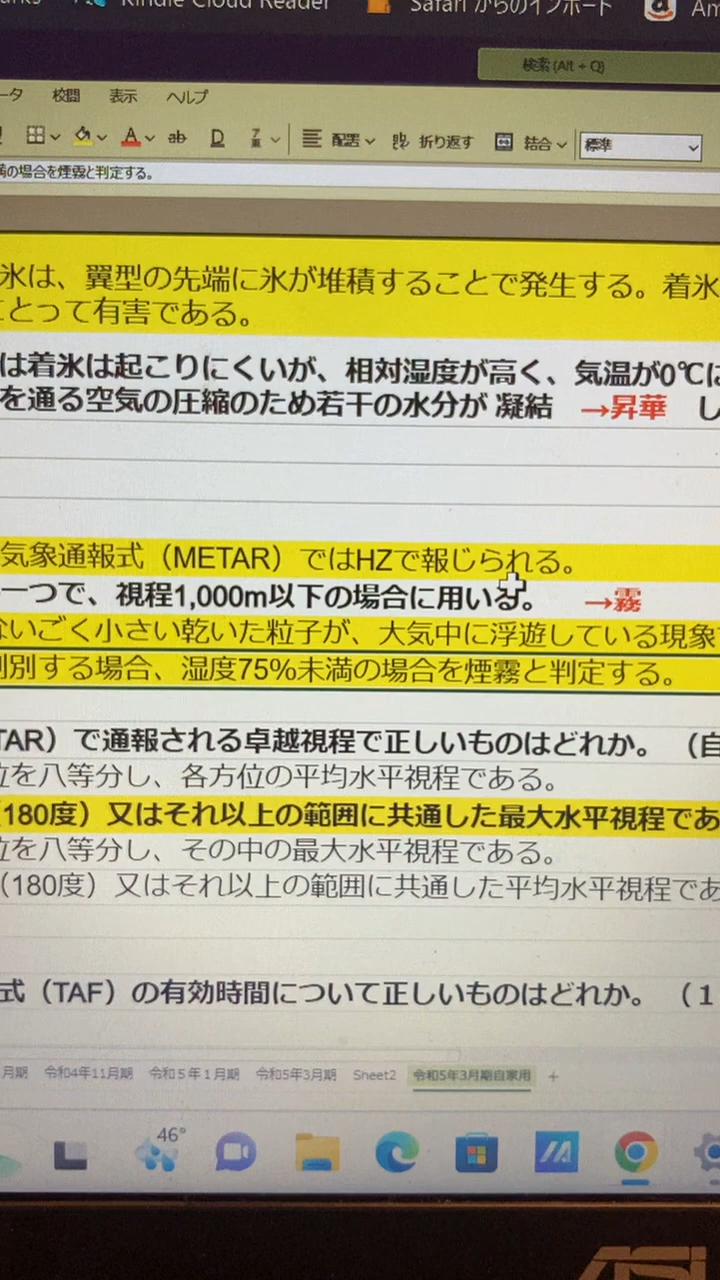 Kindle Cloud Reader Safari からのインポート Am
検索 (Alt + Q)
校閲 表示 ヘルプ
配置 折り返す 結合 標準
の場合を煙霧と判定する。
氷は、翼型の先端に氷が堆積することで発生する。着氷
とって有害である。
は着氷は起こりにくいが、相対湿度が高く、気温が0℃に
を通る空気の圧縮のため若干の水分が 凝結 →昇華 し
気象通報式（METAR）ではHZで報じられる。
一つで、視程1,000m以下の場合に用いる。 →霧
ないごく小さい乾いた粒子が、大気中に浮遊している現象
別する場合、湿度75%未満の場合を煙霧と判定する。
TAR）で通報される卓越視程で正しいものはどれか。（自
位を八等分し、各方位の平均水平視程である。
（180度）又はそれ以上の範囲に共通した最大水平視程であ
位を八等分し、その中の最大水平視程である。
（180度）又はそれ以上の範囲に共通した平均水平視程であ
式（TAF）の有効時間について正しいものはどれか。（１
月期 令和4年11月期 令和５年１月期 令和5年3月期 Sheet2 令和5年3月期自家用 +
46°